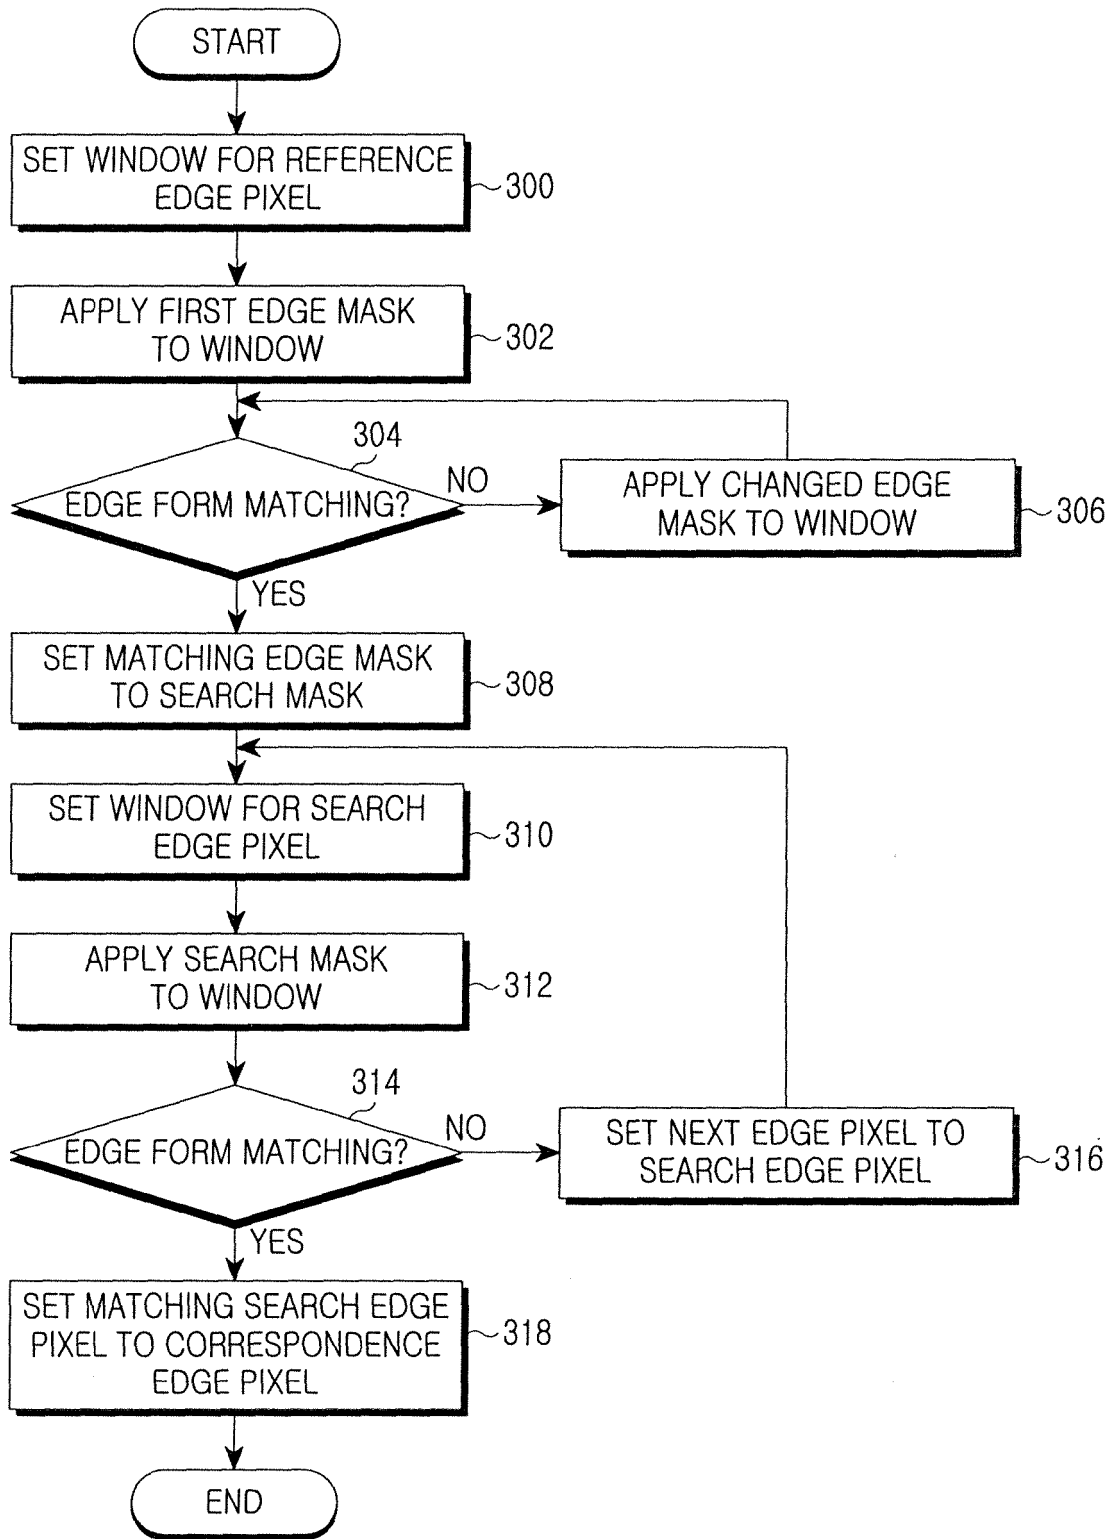 START
SET WINDOW FOR REFERENCE
EDGE PIXEL
300
APPLY FIRST EDGE MASK
TO WINDOW
302
304
EDGE FORM MATCHING?
NO
APPLY CHANGED EDGE
MASK TO WINDOW
306
YES
SET MATCHING EDGE MASK
TO SEARCH MASK
308
SET WINDOW FOR SEARCH
EDGE PIXEL
310
APPLY SEARCH MASK
TO WINDOW
312
314
EDGE FORM MATCHING?
NO
SET NEXT EDGE PIXEL TO
SEARCH EDGE PIXEL
316
YES
SET MATCHING SEARCH EDGE
PIXEL TO CORRESPONDENCE
EDGE PIXEL
318
END